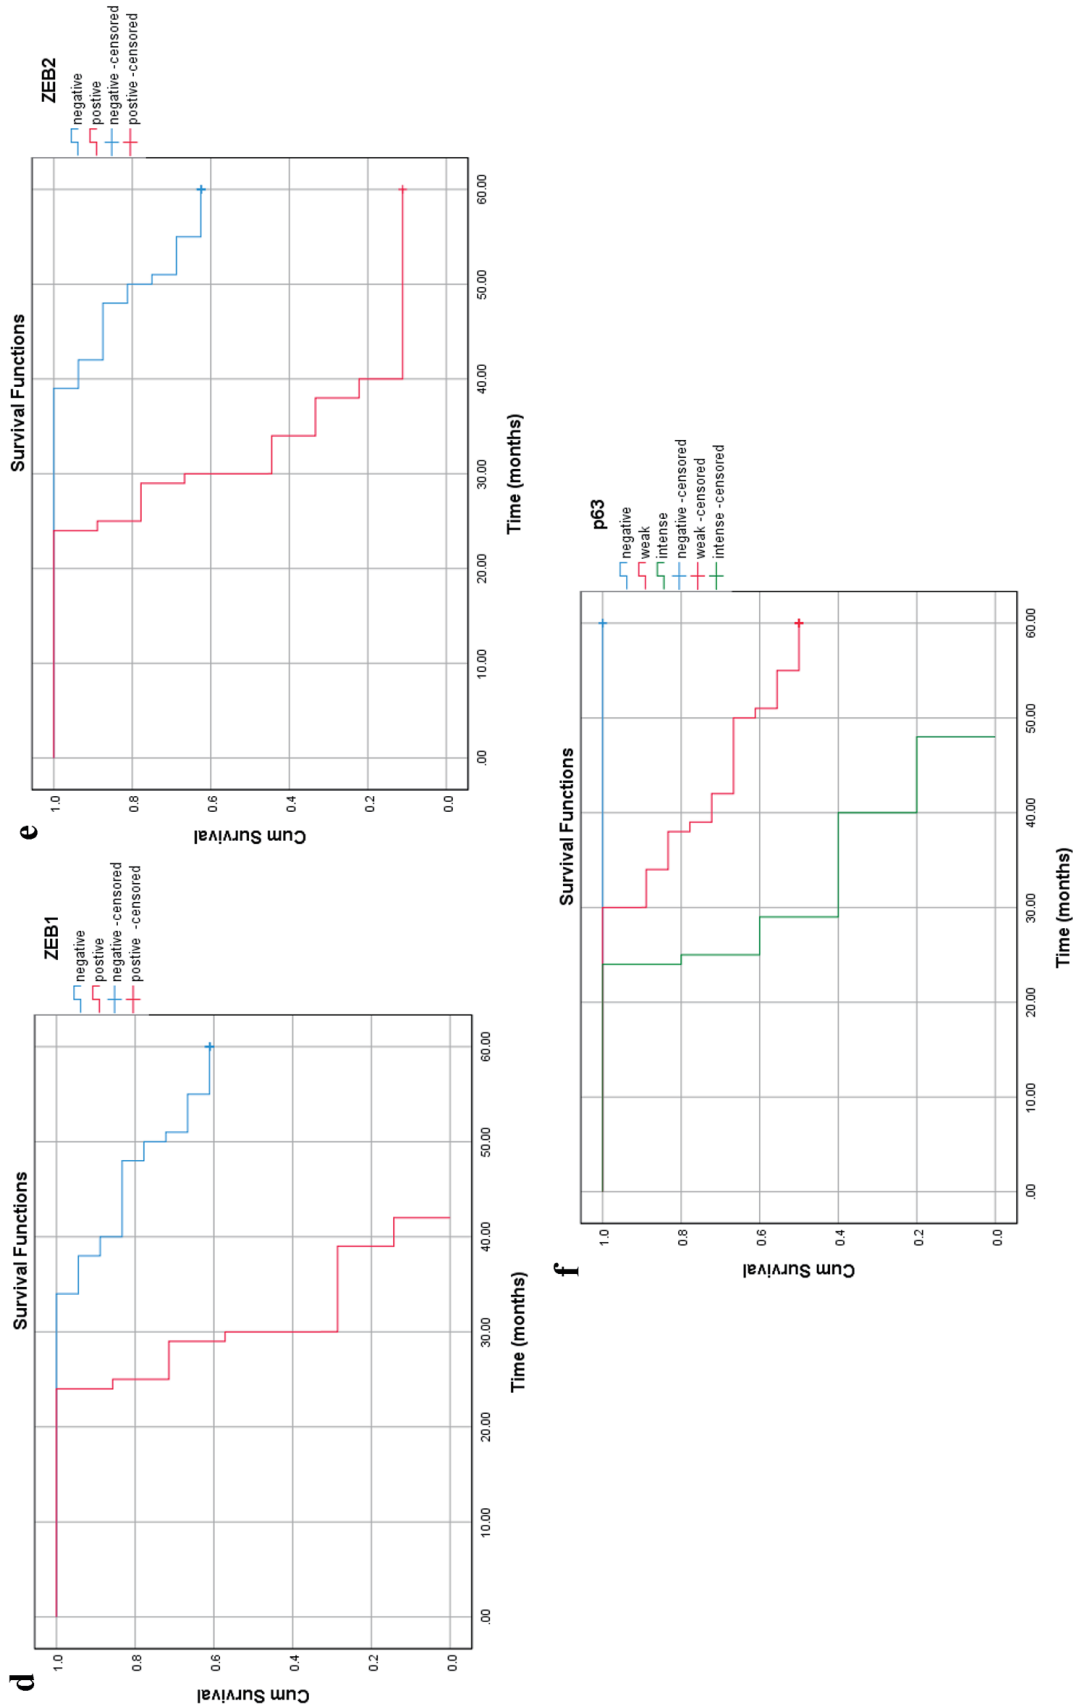 d
Survival Functions
ZEB1
negative
postive
negative -censored
postive -censored
Cum Survival
1.0
0.8
0.6
0.4
0.2
0.0
.00
10.00
20.00
30.00
40.00
50.00
60.00
Time (months)
e
Survival Functions
ZEB2
negative
postive
negative -censored
postive -censored
Cum Survival
1.0
0.8
0.6
0.4
0.2
0.0
.00
10.00
20.00
30.00
40.00
50.00
60.00
Time (months)
f
Survival Functions
p63
negative
weak
intense
negative -censored
weak -censored
intense -censored
Cum Survival
1.0
0.8
0.6
0.4
0.2
0.0
.00
10.00
20.00
30.00
40.00
50.00
60.00
Time (months)